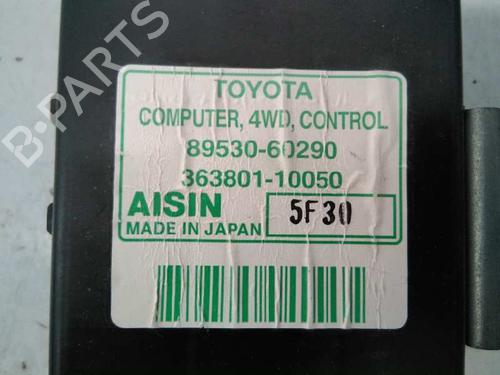 B-PARTS
TOYOTA
COMPUTER, 4WD, CONTROL
89530-60290
363801-10050
AISIN 5F30
MADE IN JAPAN